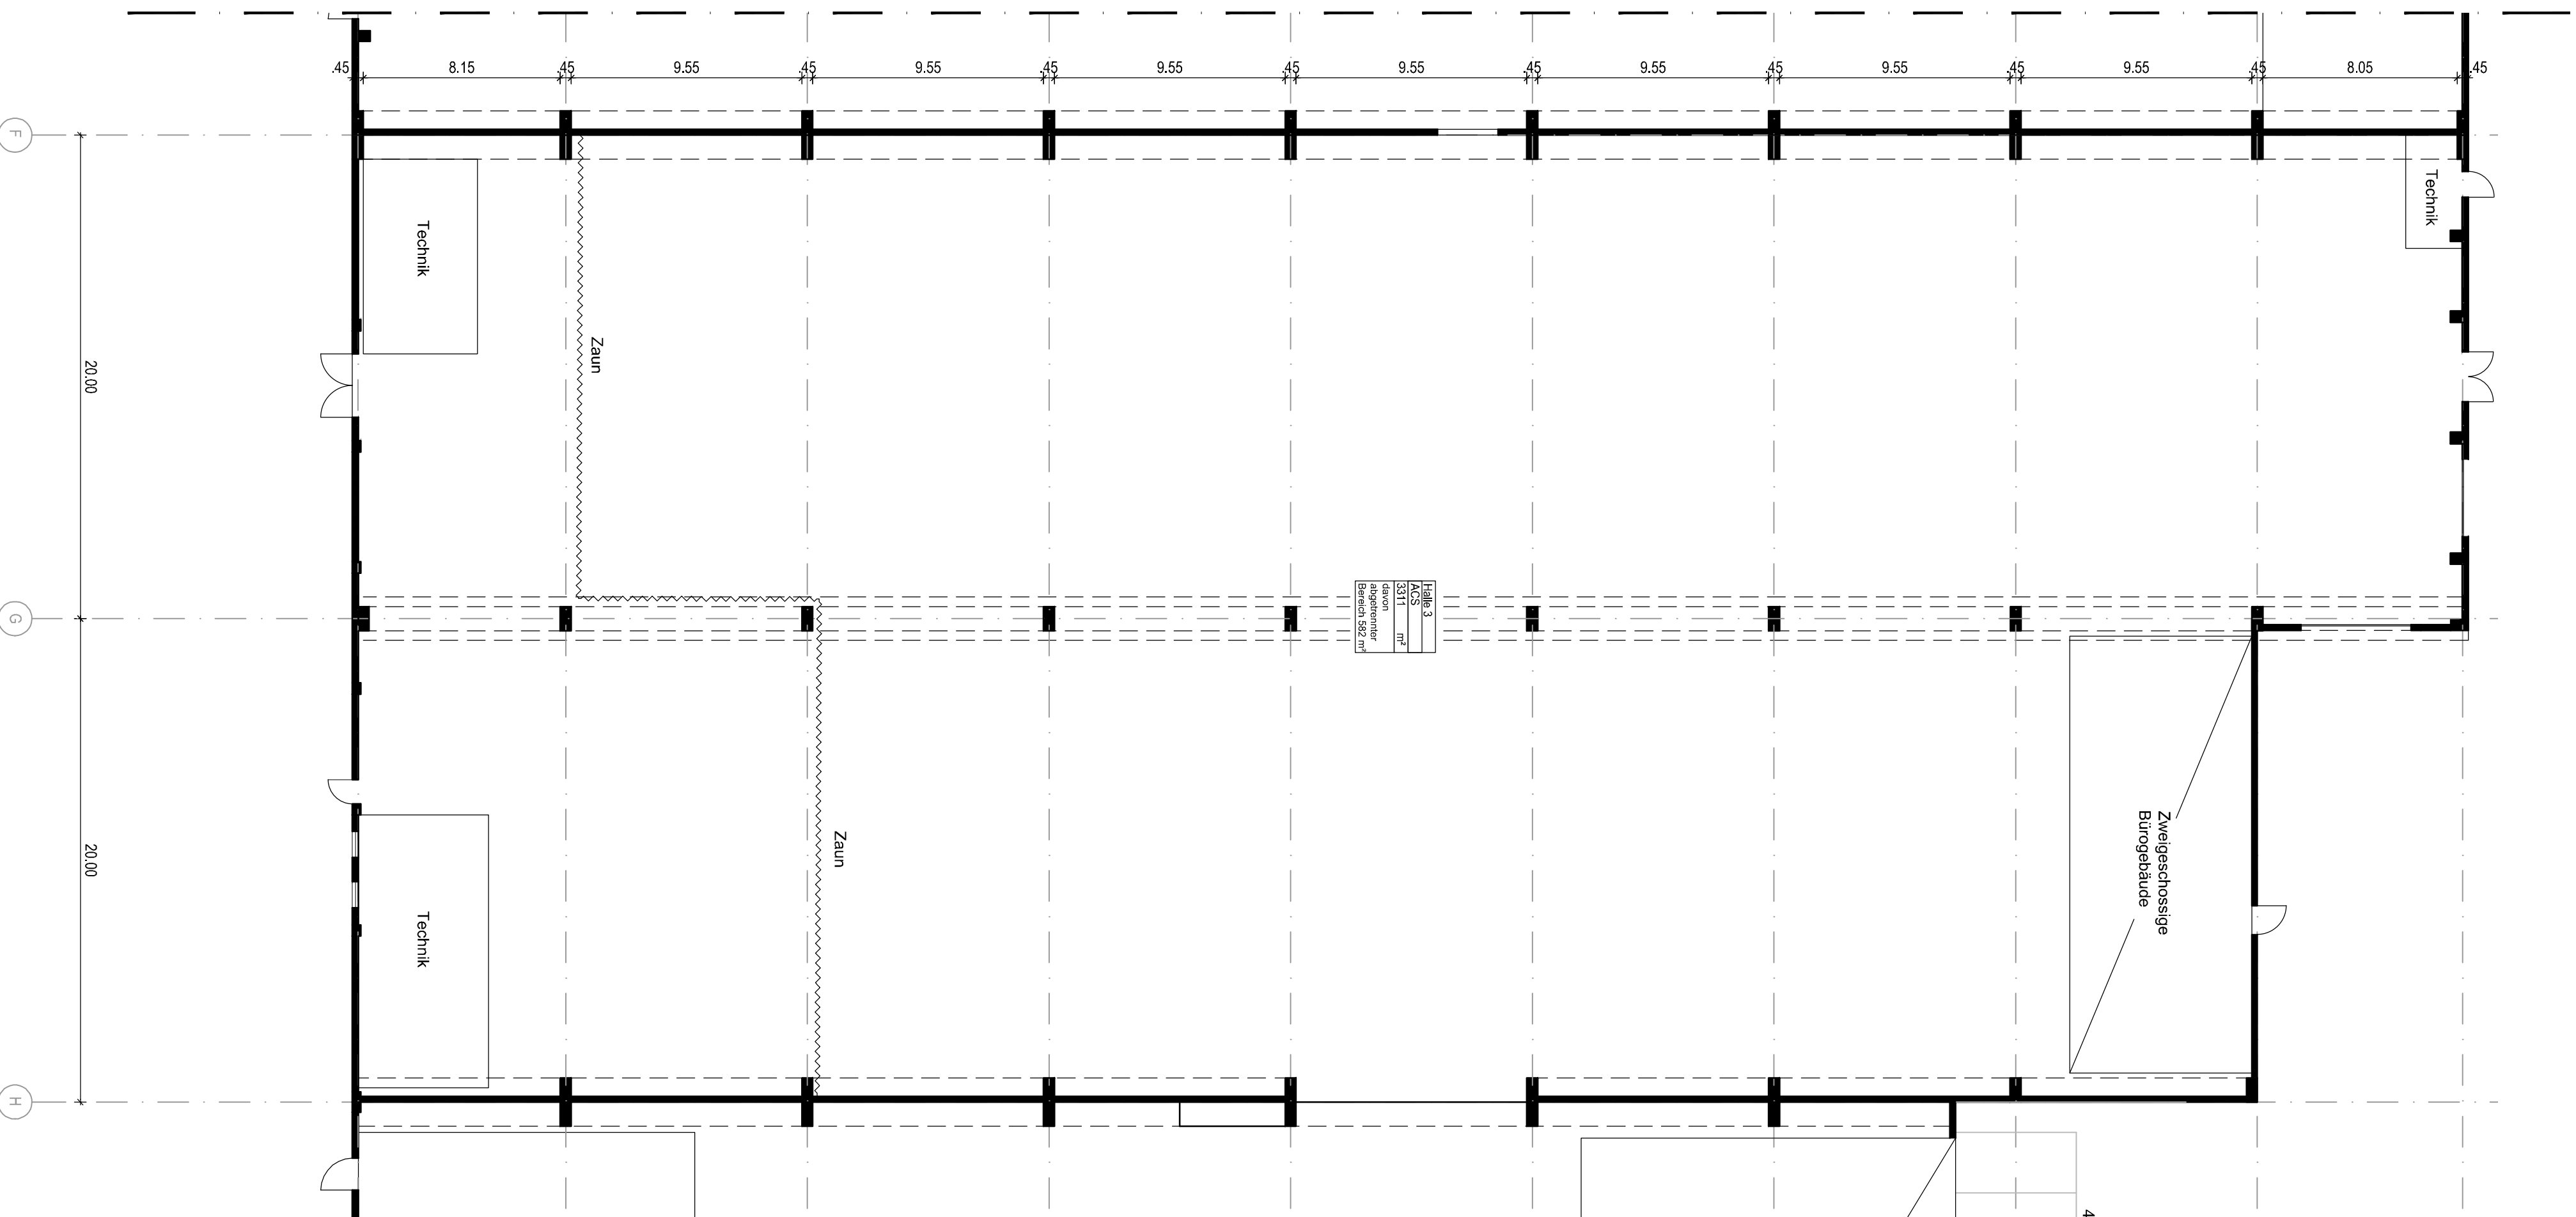 .45 8.15 .45 9.55 .45 9.55 .45 9.55 .45 9.55 .45 9.55 .45 9.55 .45 9.55 .45 8.05 .45
F
Technik
Technik
20.00
Zaun
Halle 3
ACS
3311 m²
davon
abgetrennter
Bereich 582 m²
G
Zweigeschossige
Bürogebäude
20.00
Zaun
Technik
H
4